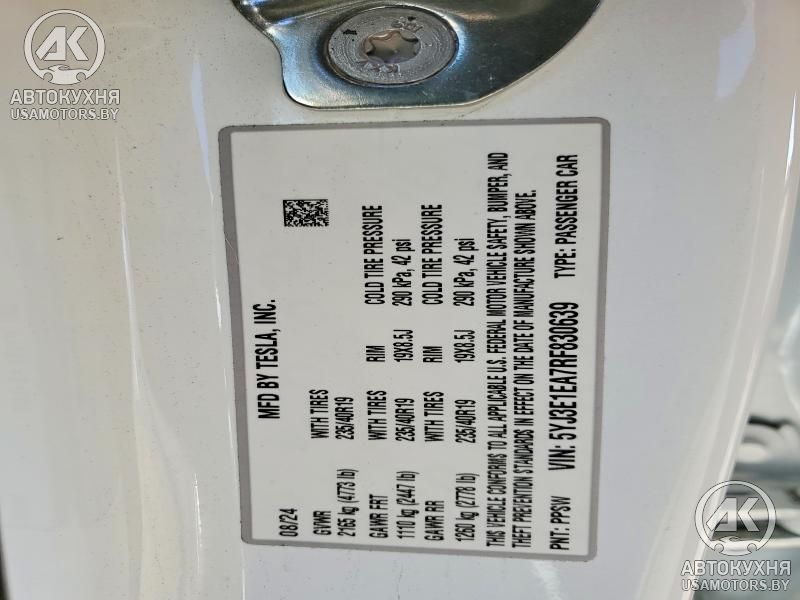 AK
АВТОКУХНЯ
USAMOTORS.BY
MFD BY TESLA, INC.
08/24
GVWR WITH TIRES
2165 kg (4773 lb) 235/40R19
GAWR FRT WITH TIRES RIM COLD TIRE PRESSURE
1110 kg (2447 lb) 235/40R19 19X8.5J 290 kPa, 42 psi
GAWR RR WITH TIRES RIM COLD TIRE PRESSURE
1260 kg (2778 lb) 235/40R19 19X8.5J 290 kPa, 42 psi
THIS VEHICLE CONFORMS TO ALL APPLICABLE U.S. FEDERAL MOTOR VEHICLE SAFETY, BUMPER, AND
THEFT PREVENTION STANDARDS IN EFFECT ON THE DATE OF MANUFACTURE SHOWN ABOVE.
PNT: PPSW VIN: 5YJ3E1EA7RF830639 TYPE: PASSENGER CAR
AK
АВТОКУХНЯ
USAMOTORS.BY